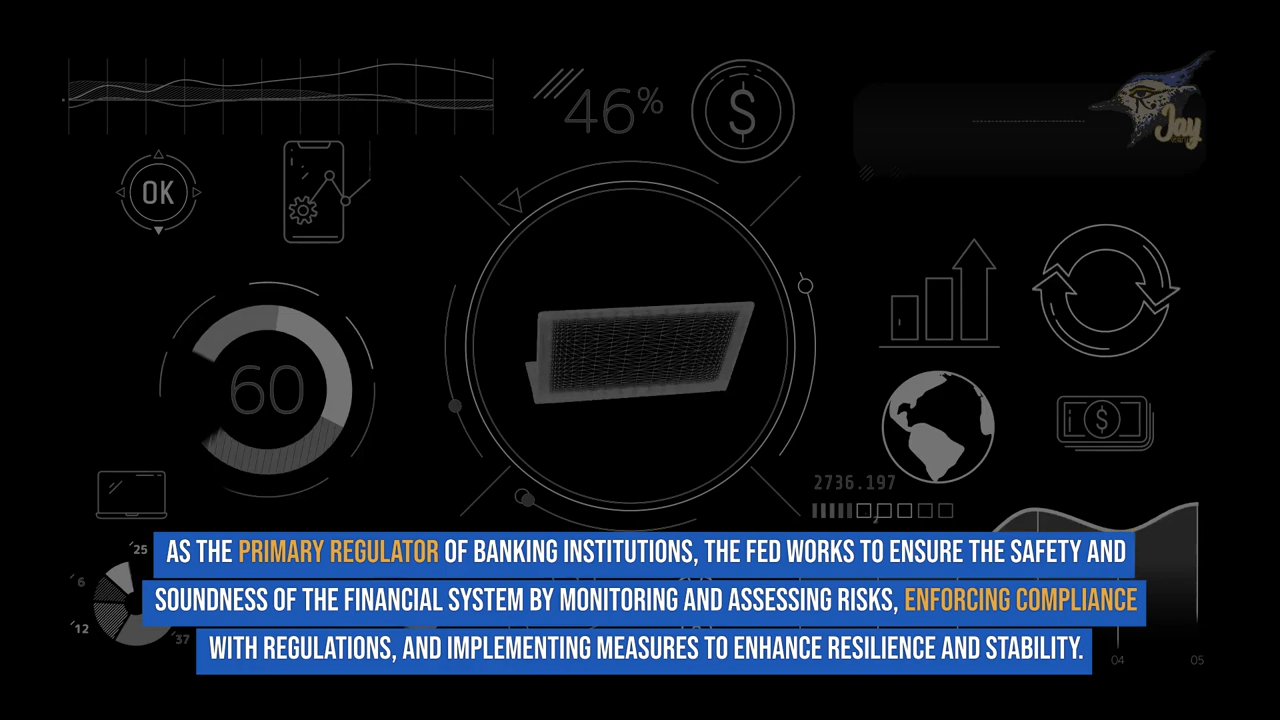 46%
$
Jay
OK
60
$
2736.197
'25
'6
'12
'37
AS THE PRIMARY REGULATOR OF BANKING INSTITUTIONS, THE FED WORKS TO ENSURE THE SAFETY AND
SOUNDNESS OF THE FINANCIAL SYSTEM BY MONITORING AND ASSESSING RISKS, ENFORCING COMPLIANCE
WITH REGULATIONS, AND IMPLEMENTING MEASURES TO ENHANCE RESILIENCE AND STABILITY.
04
05